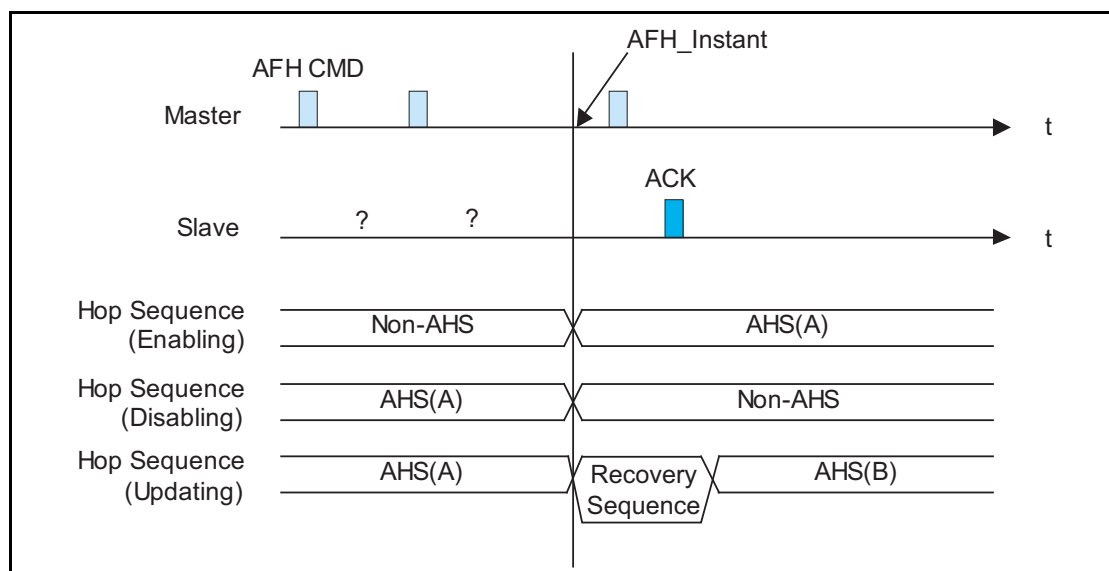 AFH_Instant
AFH CMD
Master
t
ACK
? ?
Slave
t
Hop Sequence
(Enabling)
Non-AHS
AHS(A)
Hop Sequence
(Disabling)
AHS(A)
Non-AHS
Hop Sequence
(Updating)
AHS(A)
Recovery
Sequence
AHS(B)